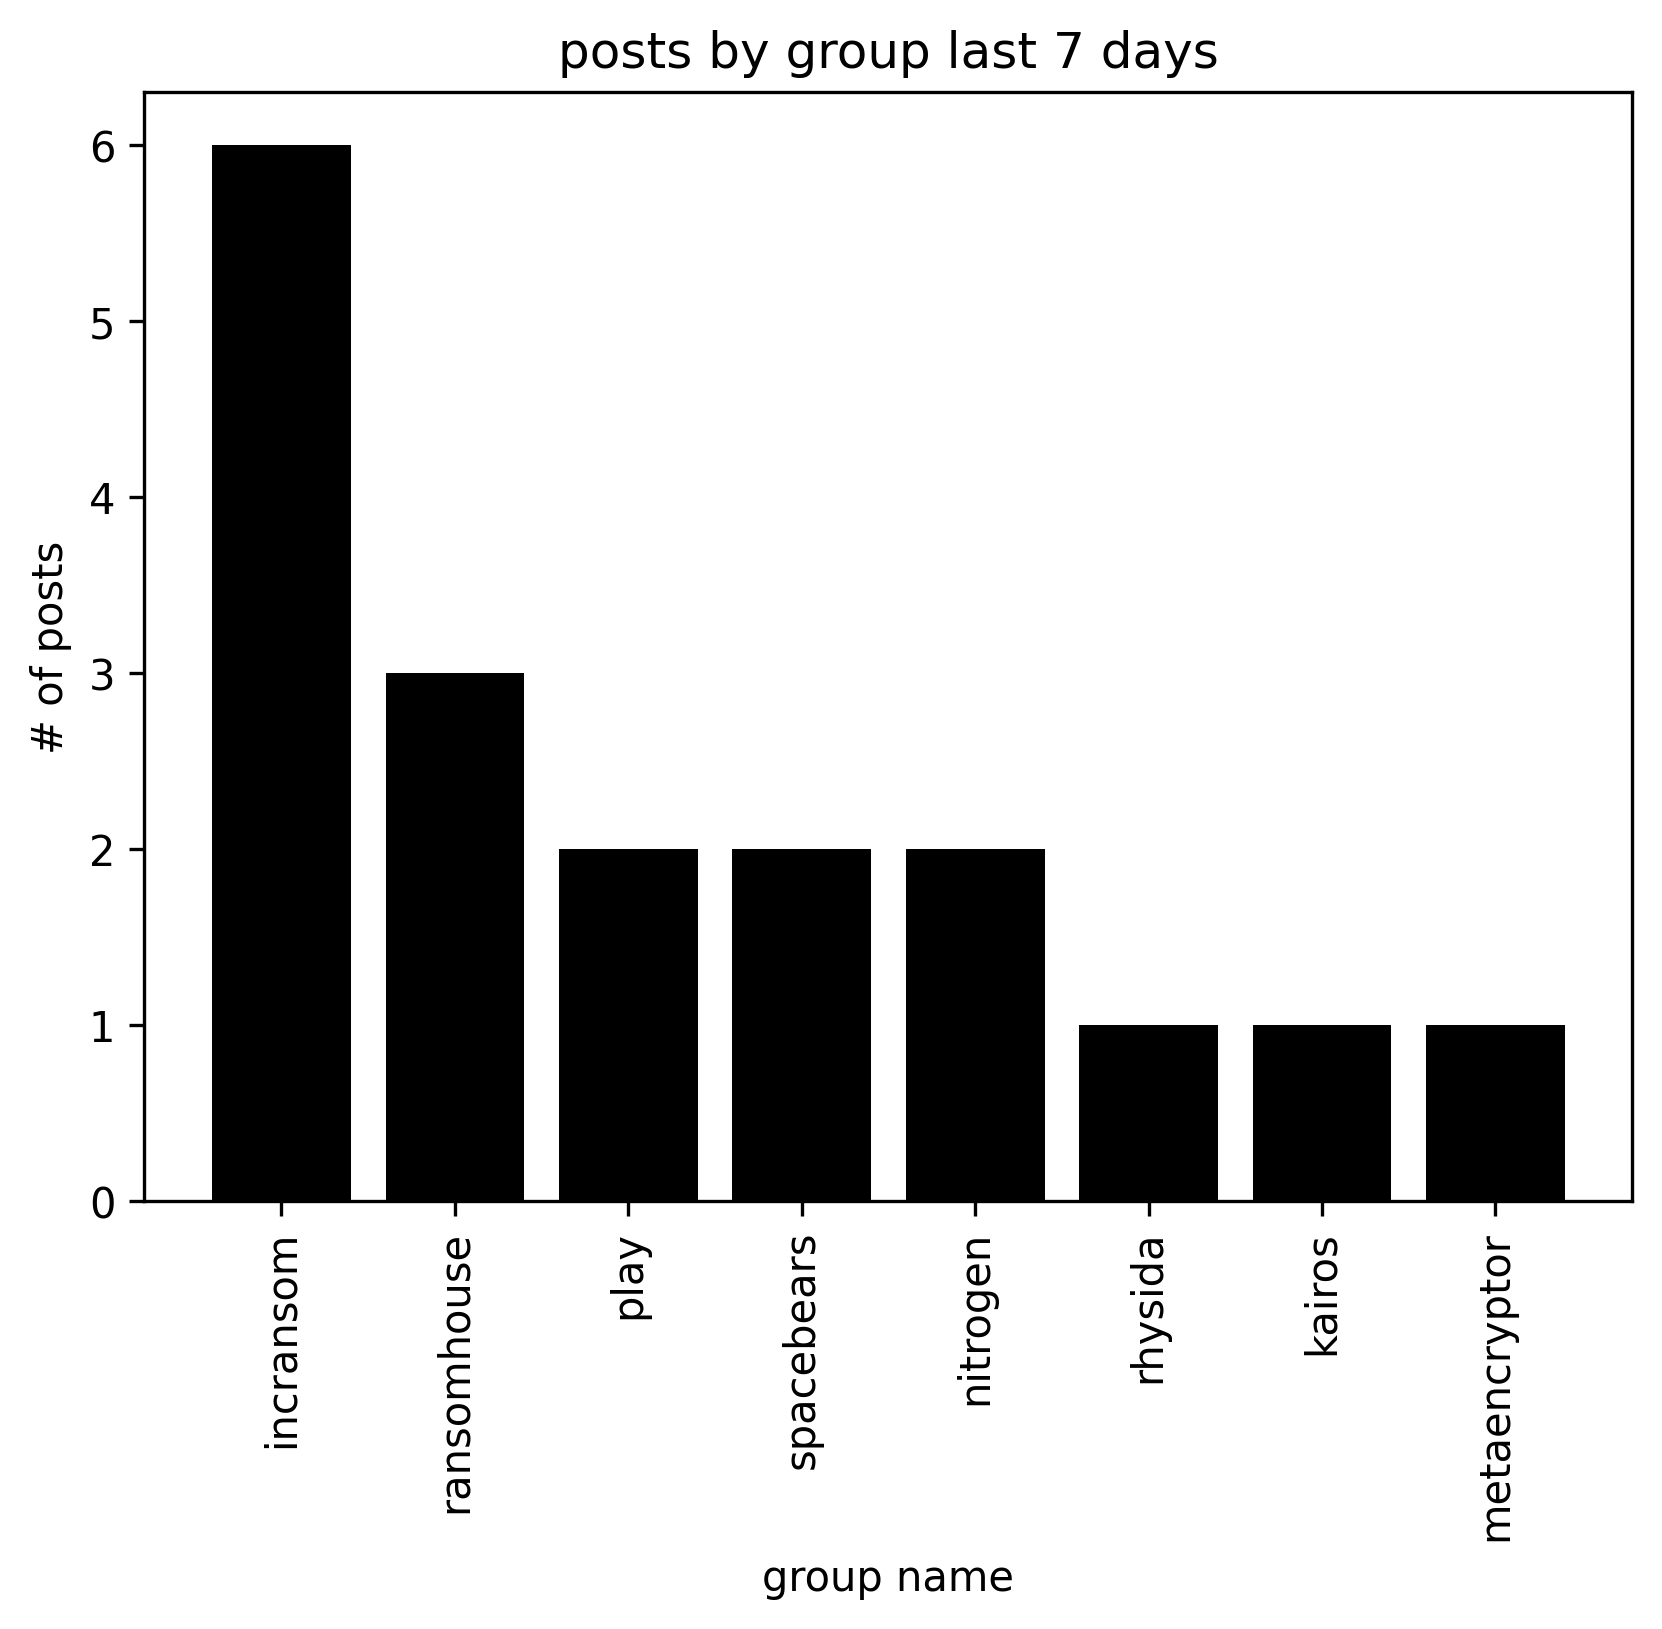 posts by group last 7 days
# of posts
6
5
4
3
2
1
0
incransom
ransomhouse
play
spacebears
nitrogen
rhysida
kairos
metaencryptor
group name